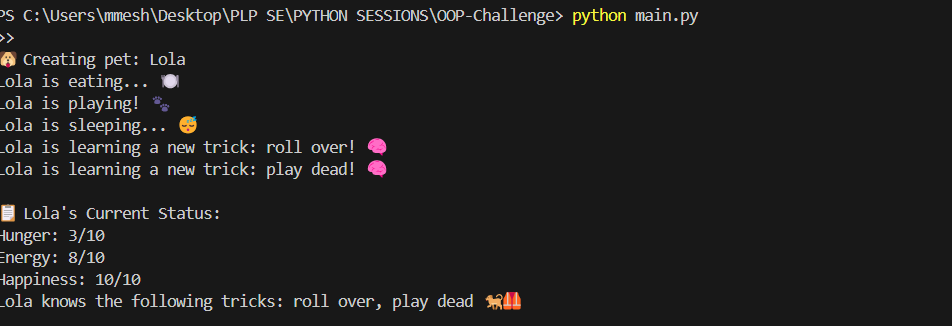 PS C:\Users\mmesh\Desktop\PLP SE\PYTHON SESSIONS\OOP-Challenge> python main.py
>>
🐶 Creating pet: Lola
Lola is eating... 🍽️
Lola is playing! 🐾
Lola is sleeping... 😴
Lola is learning a new trick: roll over! 🧠
Lola is learning a new trick: play dead! 🧠

📋 Lola's Current Status:
Hunger: 3/10
Energy: 8/10
Happiness: 10/10
Lola knows the following tricks: roll over, play dead 🐕🦺